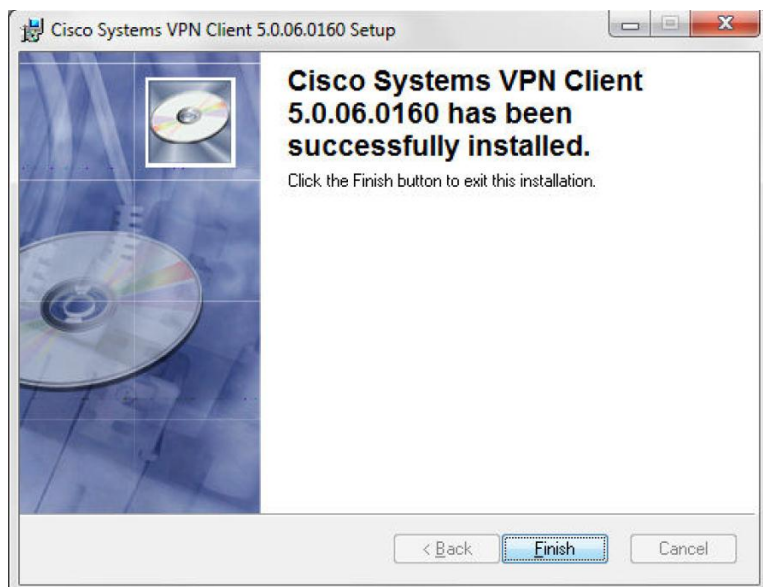 Cisco Systems VPN Client 5.0.06.0160 Setup
Cisco Systems VPN Client
5.0.06.0160 has been
successfully installed.
Click the Finish button to exit this installation.
< Back Finish Cancel